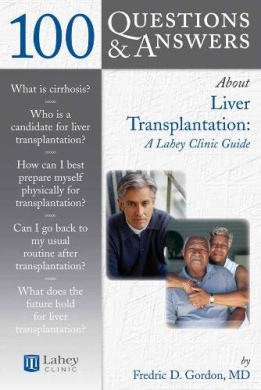 100 QUESTIONS
& ANSWERS
About
Liver
Transplantation:
A Lahey Clinic Guide
What is cirrhosis?
Who is a
candidate for liver
transplantation?
How can I best
prepare myself
physically for
transplantation?
Can I go back to
my usual
routine after
transplantation?
What does the
future hold
for liver
transplantation?
Lahey
CLINIC
by
Fredric D. Gordon, MD